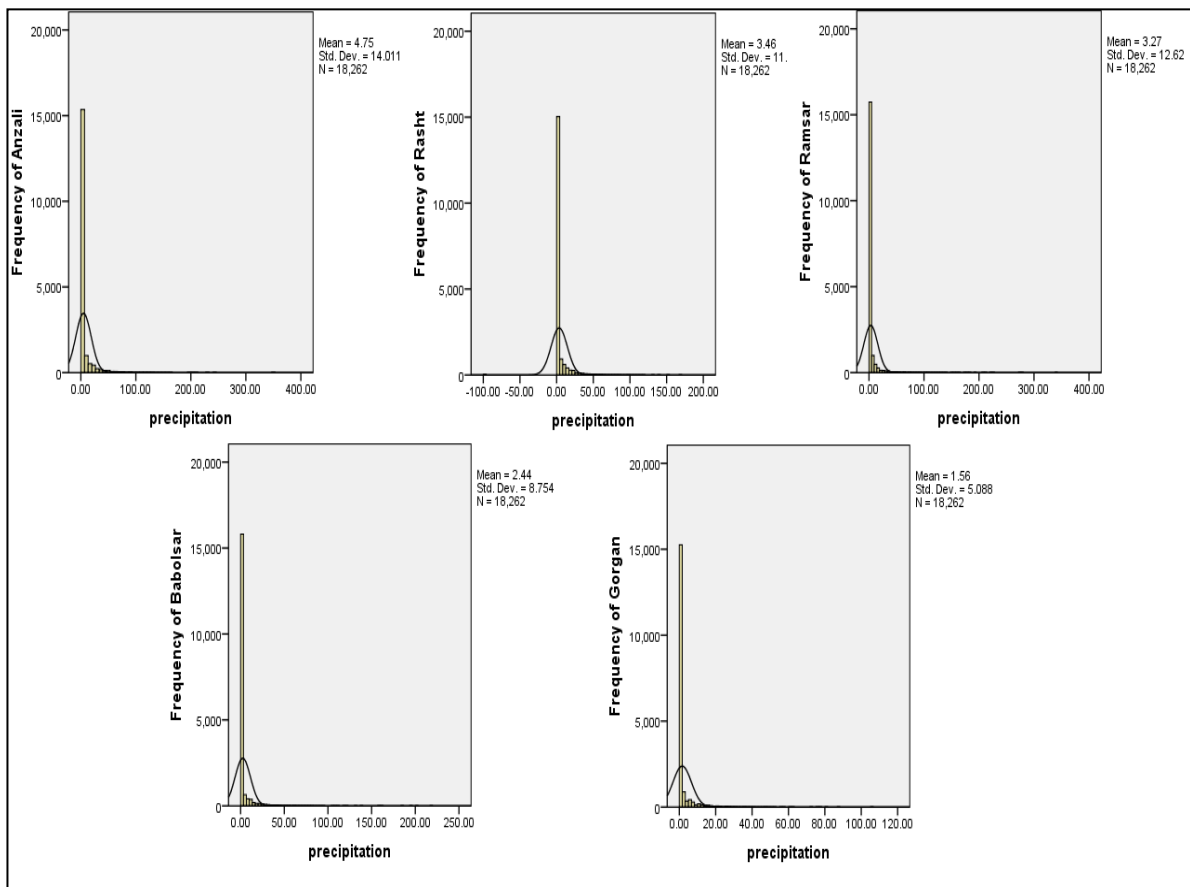 Frequency of Anzali
20,000
15,000
10,000
5,000
0
0.00 100.00 200.00 300.00 400.00
precipitation
Mean = 4.75
Std. Dev. = 14.011
N = 18,262
Frequency of Rasht
20,000
15,000
10,000
5,000
0
-100.00 -50.00 0.00 50.00 100.00 150.00 200.00
precipitation
Mean = 3.46
Std. Dev. = 11.
N = 18,262
Frequency of Ramsar
20,000
15,000
10,000
5,000
0
0.00 100.00 200.00 300.00 400.00
precipitation
Mean = 3.27
Std. Dev. = 12.62
N = 18,262
Frequency of Babolsar
20,000
15,000
10,000
5,000
0
0.00 50.00 100.00 150.00 200.00 250.00
precipitation
Mean = 2.44
Std. Dev. = 8.754
N = 18,262
Frequency of Gorgan
20,000
15,000
10,000
5,000
0
0.00 20.00 40.00 60.00 80.00 100.00 120.00
precipitation
Mean = 1.56
Std. Dev. = 5.088
N = 18,262